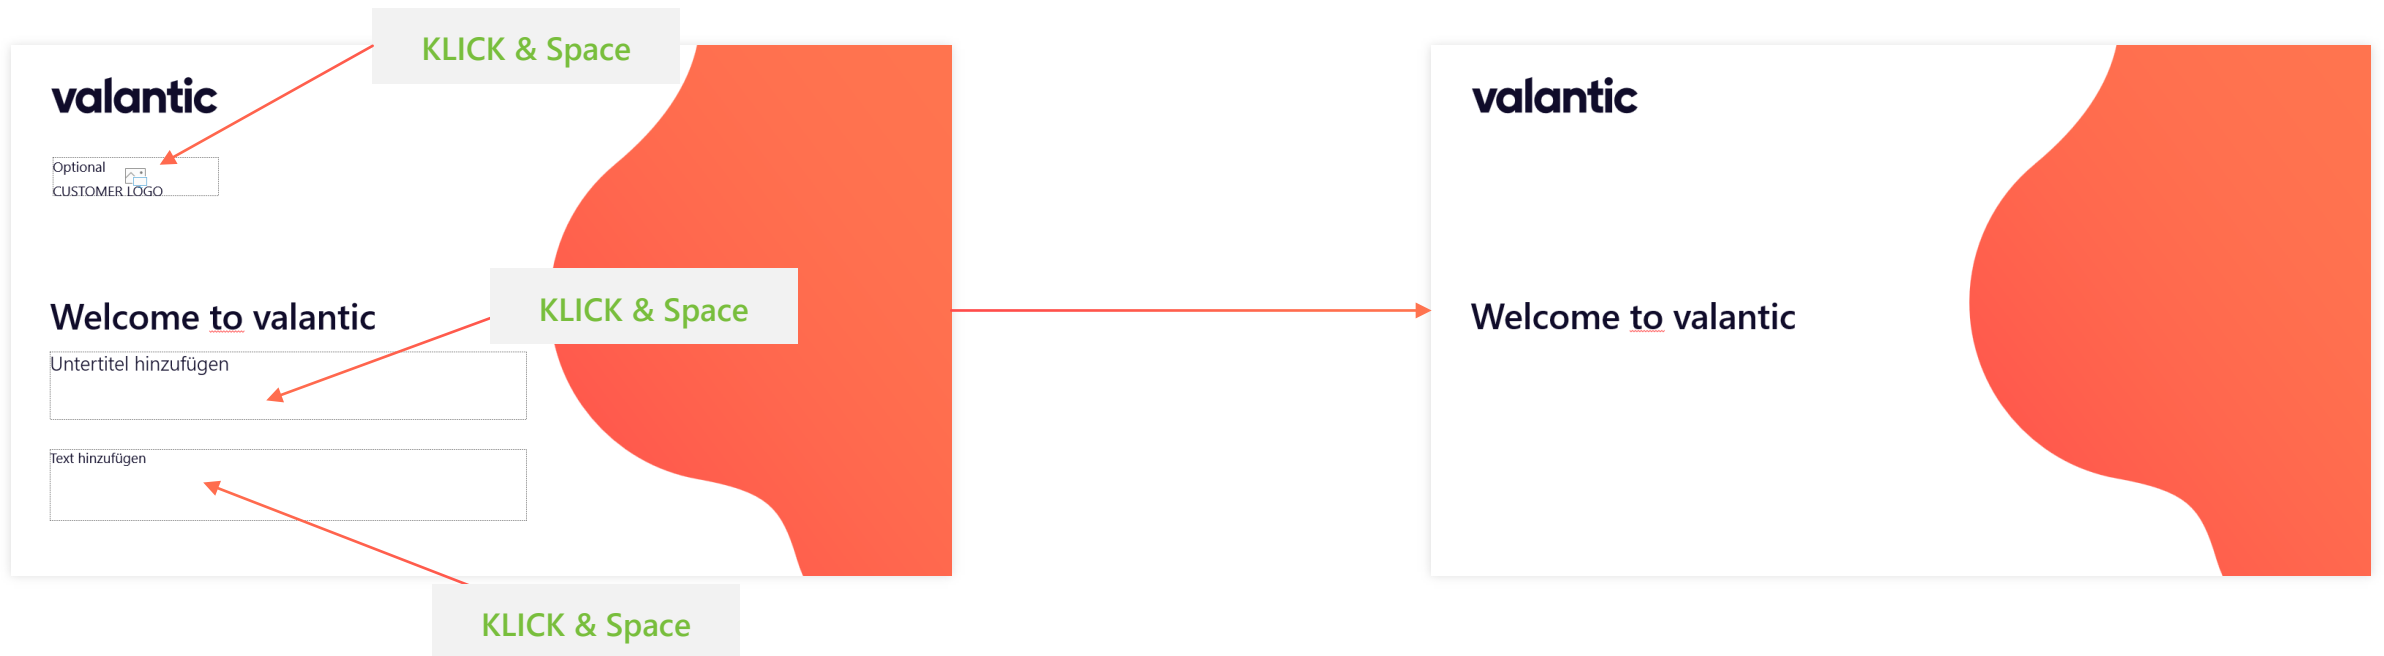 KLICK & Space
valantic
Optional
CUSTOMER LOGO
KLICK & Space
Welcome to valantic
Untertitel hinzufügen
Text hinzufügen
KLICK & Space
valantic
Welcome to valantic